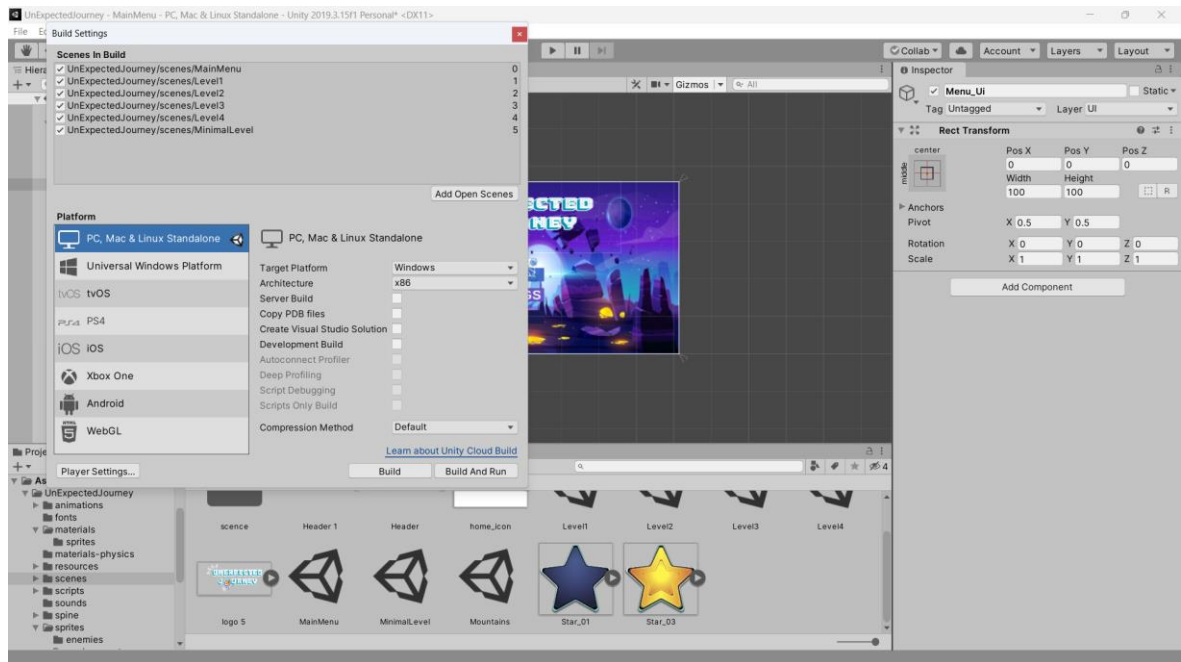 UnExpectedJourney - MainMenu - PC, Mac & Linux Standalone - Unity 2019.3.15f1 Personal* <DX11>
File
Build Settings
Scenes In Build
UnExpectedJourney/scenes/MainMenu 0
UnExpectedJourney/scenes/Level1 1
UnExpectedJourney/scenes/Level2 2
UnExpectedJourney/scenes/Level3 3
UnExpectedJourney/scenes/Level4 4
UnExpectedJourney/scenes/MinimalLevel 5
Add Open Scenes
Platform
PC, Mac & Linux Standalone
Universal Windows Platform
tvOS tvOS
PS4 PS4
iOS iOS
Xbox One
Android
WebGL
PC, Mac & Linux Standalone
Target Platform Windows
Architecture x86
Server Build
Copy PDB files
Create Visual Studio Solution
Development Build
Autoconnect Profiler
Deep Profiling
Script Debugging
Scripts Only Build
Compression Method Default
Learn about Unity Cloud Build
Player Settings...
Build
Build And Run
Hiera
Gizmos
All
Collab
Account
Layers
Layout
Inspector
Menu_Ui
Static
Tag Untagged Layer UI
Rect Transform
center
middle
Pos X Pos Y Pos Z
0 0 0
Width Height
100 100
R
Anchors
Pivot X 0.5 Y 0.5
Rotation X 0 Y 0 Z 0
Scale X 1 Y 1 Z 1
Add Component
Proje
4
As
UnExpectedJourney
animations
fonts
materials
sprites
materials-physics
resources
scenes
scripts
sounds
spine
sprites
enemies
scence Header 1 Header home_icon Level1 Level2 Level3 Level4
logo 5 MainMenu MinimalLevel Mountains Star_01 Star_03